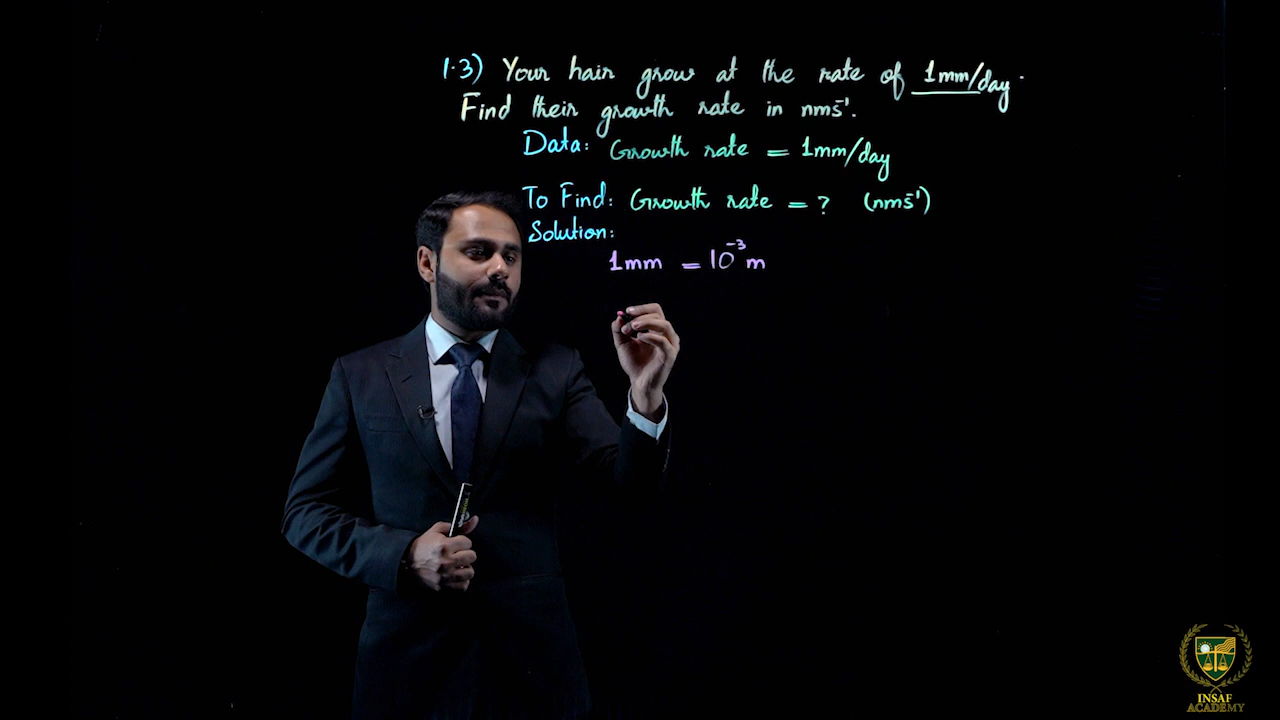 1.3) Your hair grow at the rate of 1mm/day.
Find their growth rate in nms⁻¹.
Data: Growth rate = 1mm/day
To Find: Growth rate = ? (nms⁻¹)
Solution:
1mm = 10⁻³ m
INSAF
ACADEMY